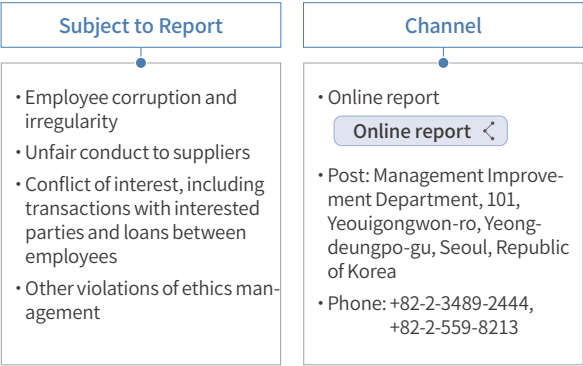 Subject to Report
• Employee corruption and
irregularity
• Unfair conduct to suppliers
• Conflict of interest, including
transactions with interested
parties and loans between
employees
• Other violations of ethics man-
agement
Channel
• Online report
Online report
• Post: Management Improve-
ment Department, 101,
Yeouigongwon-ro, Yeong-
deungpo-gu, Seoul, Republic
of Korea
• Phone: +82-2-3489-2444,
+82-2-559-8213